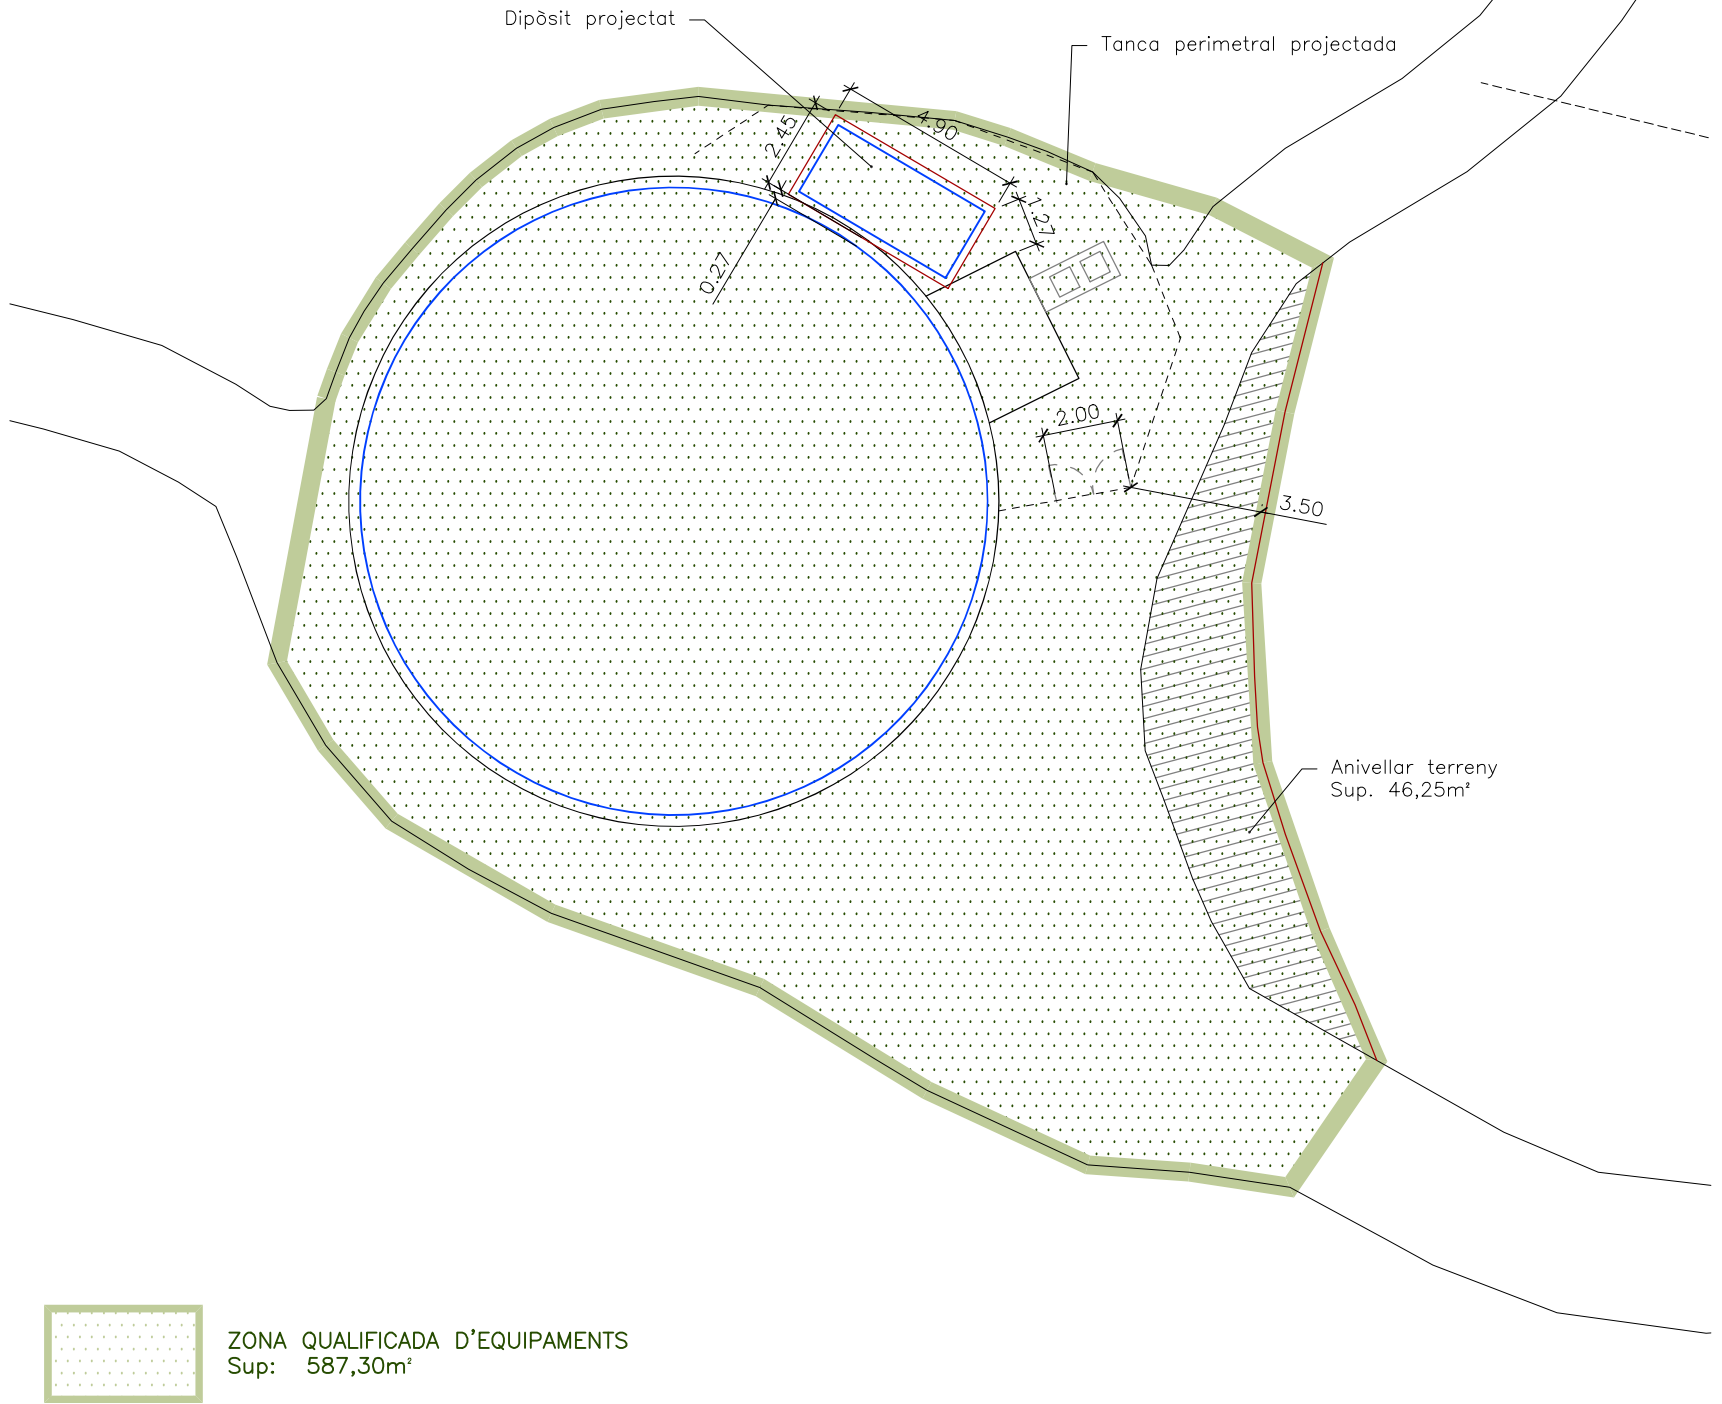 Dipòsit projectat
Tanca perimetral projectada
2.45
4.90
1.27
0.27
2.00
3.50
Anivellar terreny
Sup. 46,25m²
ZONA QUALIFICADA D'EQUIPAMENTS
Sup: 587,30m²